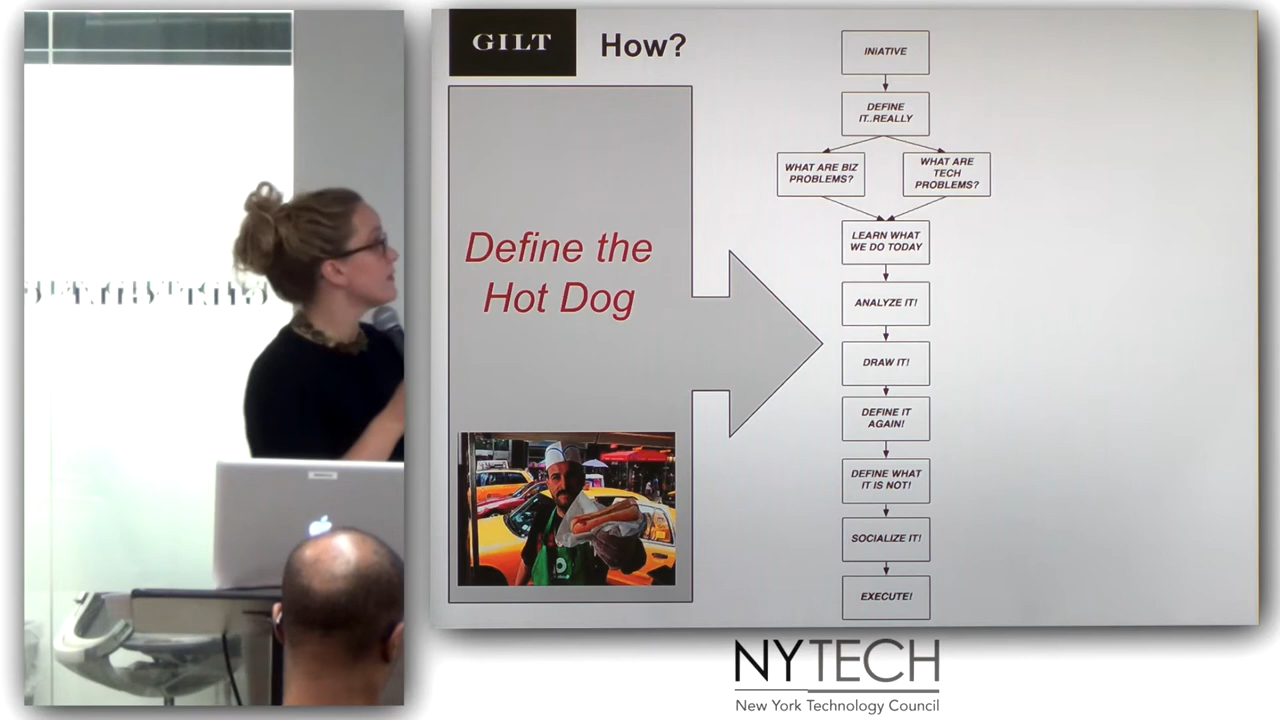 GILT
How?
Define the
Hot Dog
INIATIVE
DEFINE
IT..REALLY
WHAT ARE BIZ
PROBLEMS?
WHAT ARE
TECH
PROBLEMS?
LEARN WHAT
WE DO TODAY
ANALYZE IT!
DRAW IT!
DEFINE IT
AGAIN!
DEFINE WHAT
IT IS NOT!
SOCIALIZE IT!
EXECUTE!
NYTECH
New York Technology Council